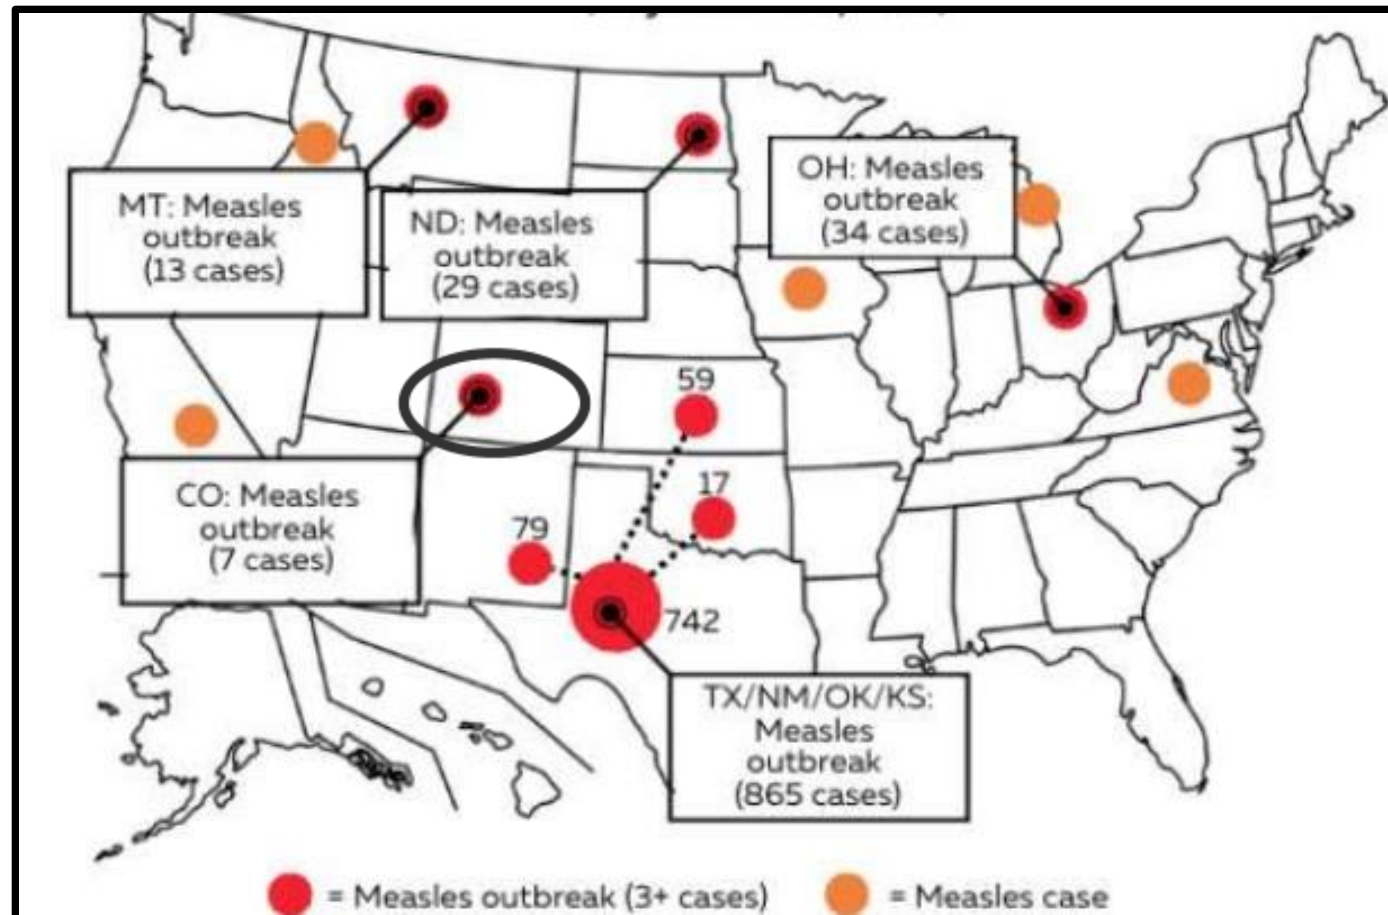 MT: Measles
outbreak
(13 cases)
ND: Measles
outbreak
(29 cases)
OH: Measles
outbreak
(34 cases)
CO: Measles
outbreak
(7 cases)
59
17
79
742
TX/NM/OK/KS:
Measles
outbreak
(865 cases)
= Measles outbreak (3+ cases)
= Measles case